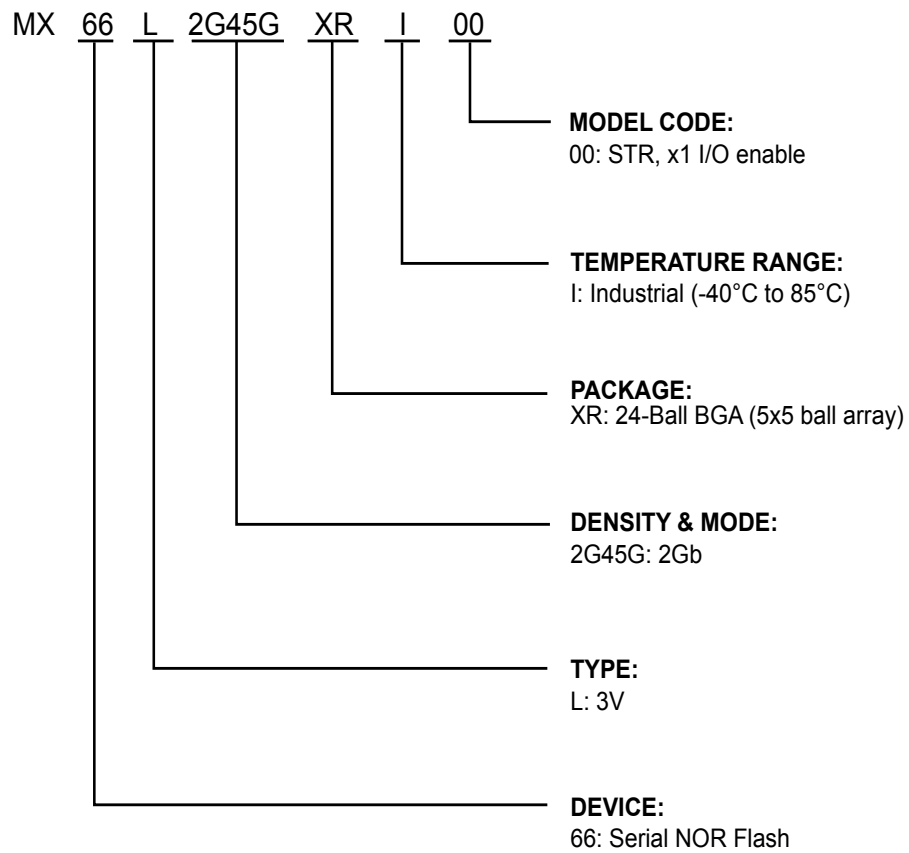 MX 66 L 2G45G XR I 00
MODEL CODE:
00: STR, x1 I/O enable
TEMPERATURE RANGE:
I: Industrial (-40°C to 85°C)
PACKAGE:
XR: 24-Ball BGA (5x5 ball array)
DENSITY & MODE:
2G45G: 2Gb
TYPE:
L: 3V
DEVICE:
66: Serial NOR Flash